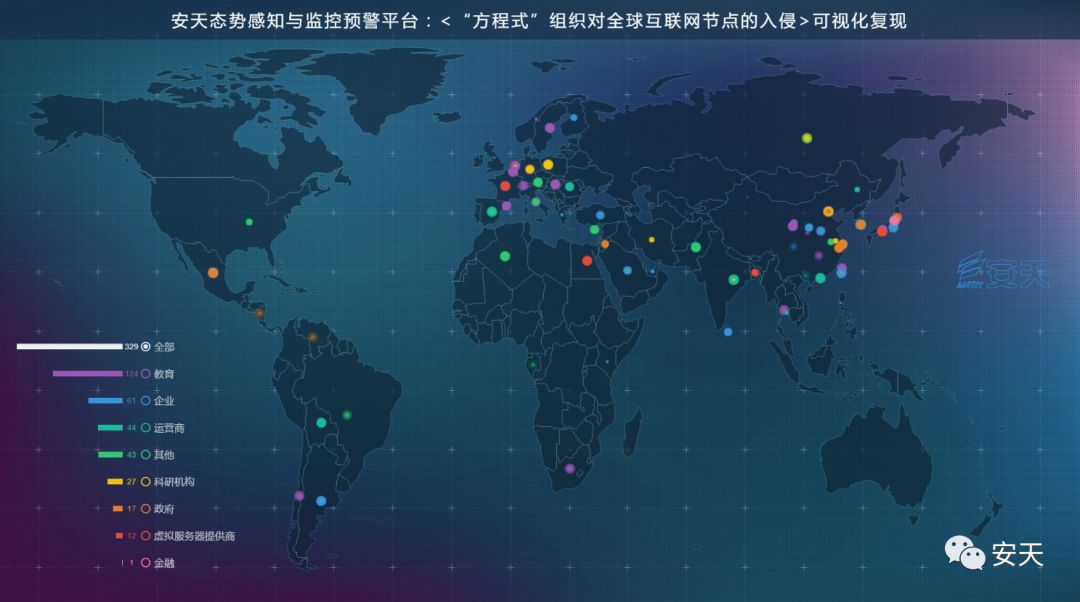 安天态势感知与监控预警平台：<“方程式”组织对全球互联网节点的入侵>可视化复现
安天
329 全部
124 教育
61 企业
44 运营商
43 其他
27 科研机构
17 政府
12 虚拟服务器提供商
1 金融
安天